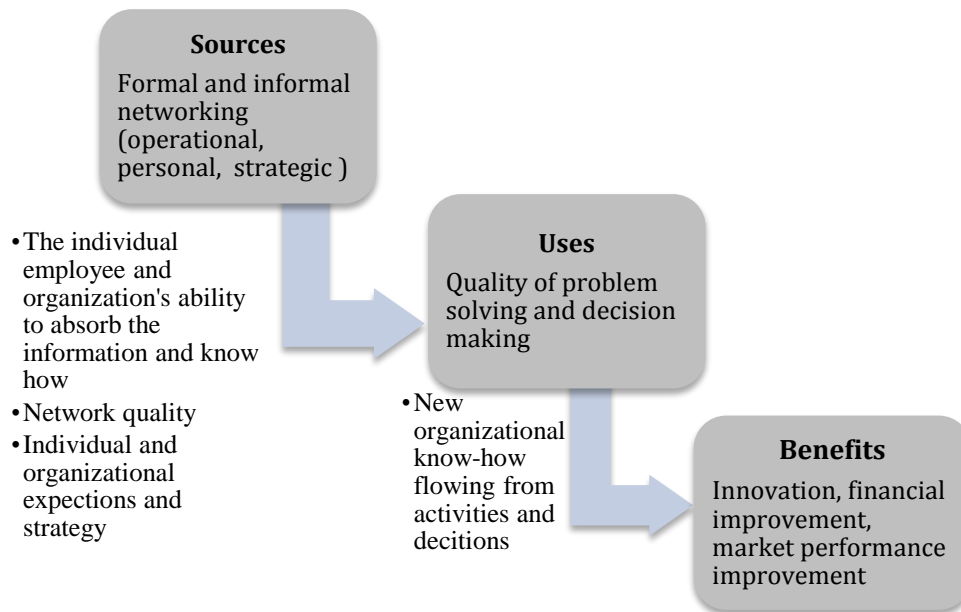 Sources
Formal and informal
networking
(operational,
personal,  strategic )
•The individual
employee and
organization's ability
to absorb the
information and know
how
•Network quality
•Individual and
organizational
expections and
strategy
Uses
Quality of problem
solving and decision
making
•New
organizational
know-how
flowing from
activities and
decitions
Benefits
Innovation, financial
improvement,
market performance
improvement